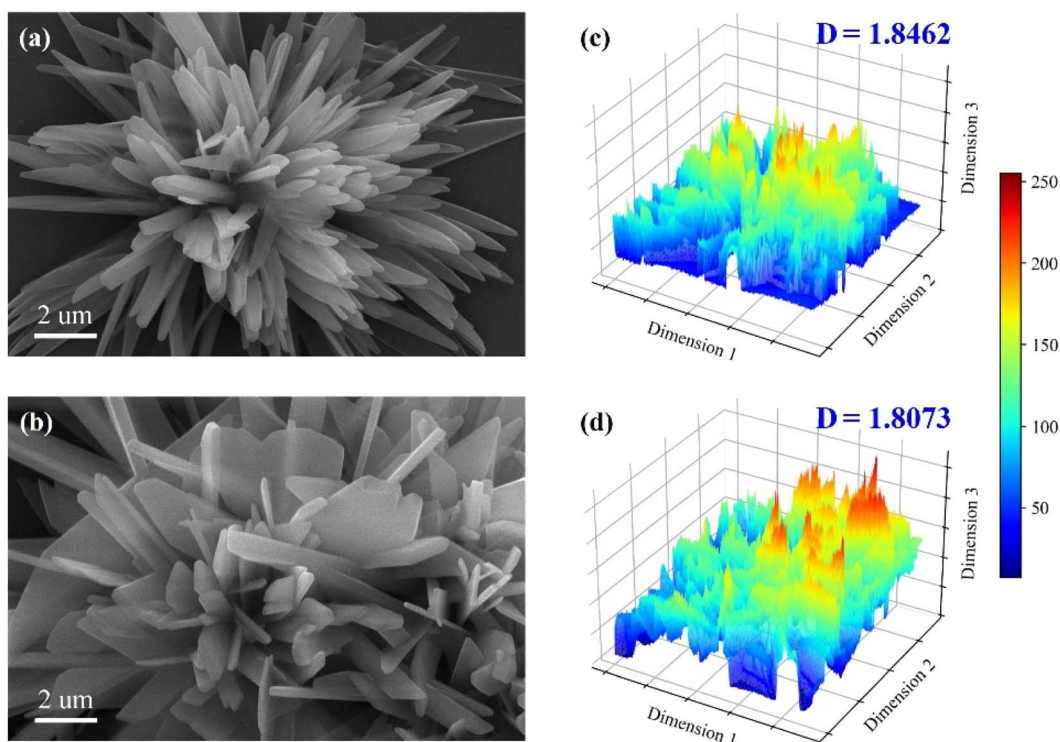 (a)
2 um
(c)
D = 1.8462
Dimension 3
Dimension 2
Dimension 1
(b)
2 um
(d)
D = 1.8073
Dimension 3
Dimension 2
Dimension 1
250
200
150
100
50